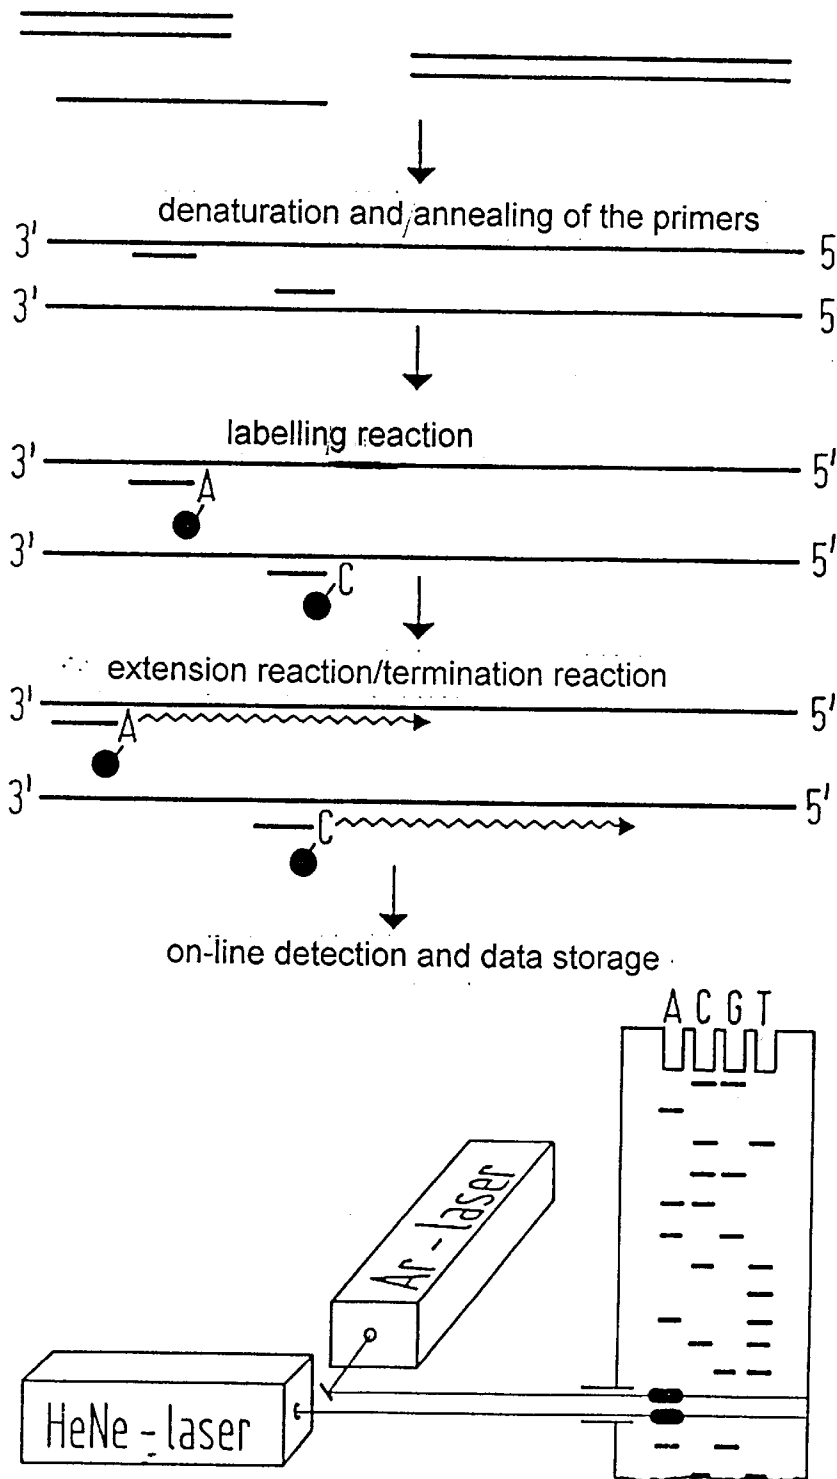 denaturation and annealing of the primers
3' 5
3' 5
labelling reaction
3' 5'
A
3' 5'
C
extension reaction/termination reaction
3' 5'
A
3' 5'
C
on-line detection and data storage
A C G T
Ar-laser
HeNe-laser